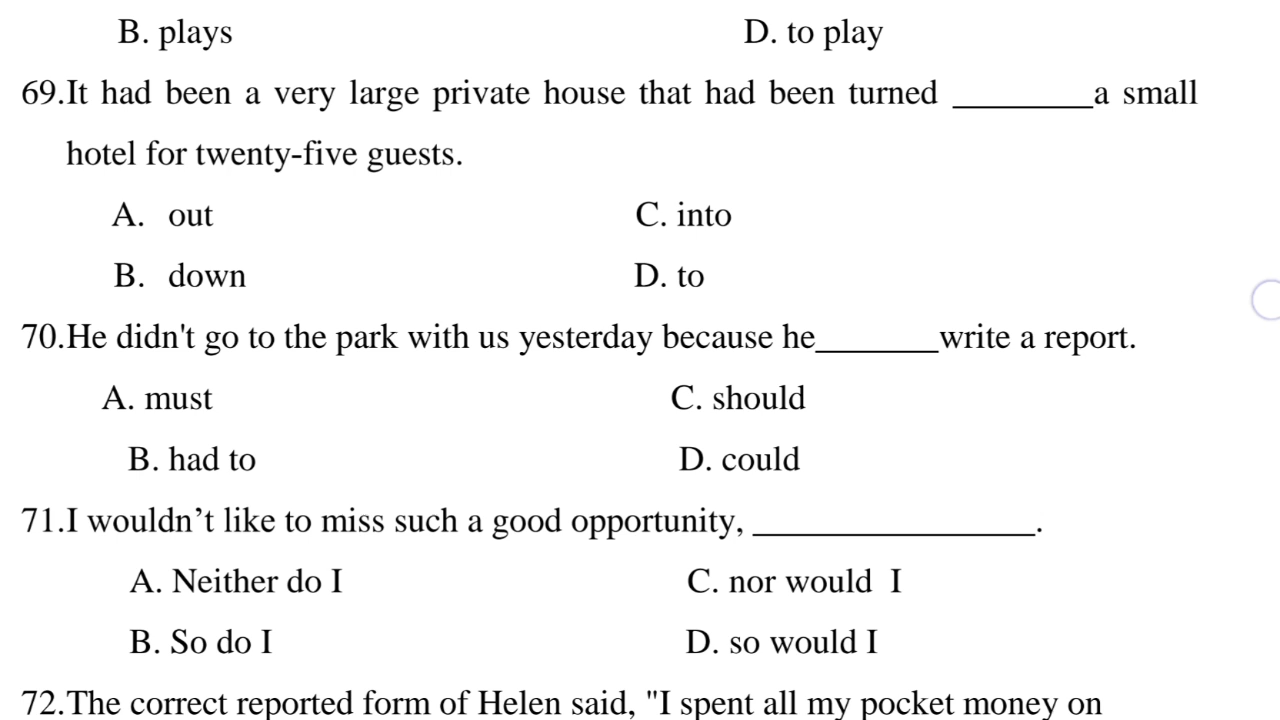 B. plays D. to play
69.It had been a very large private house that had been turned ________a small
hotel for twenty-five guests.
A. out C. into
B. down D. to
70.He didn't go to the park with us yesterday because he_______write a report.
A. must C. should
B. had to D. could
71.I wouldn’t like to miss such a good opportunity, ________________.
A. Neither do I C. nor would I
B. So do I D. so would I
72.The correct reported form of Helen said, "I spent all my pocket money on